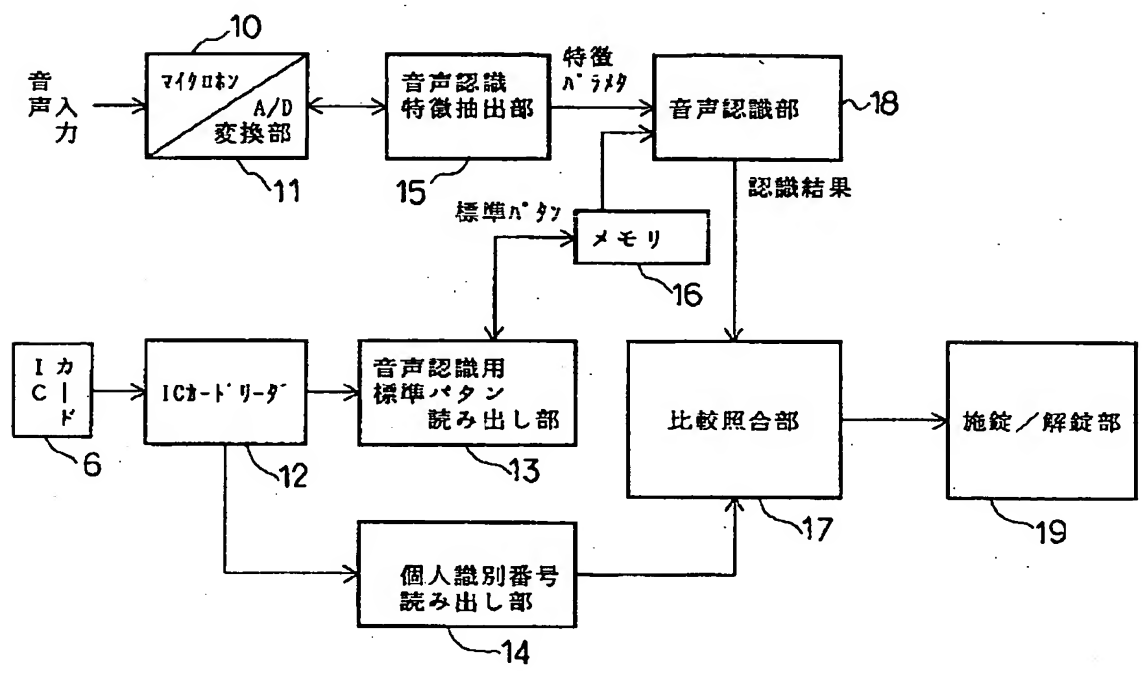 10
音声入力
マイクロホン
A/D
変換部
11
音声認識
特徴抽出部
15
特徴
パラメタ
音声認識部
18
認識結果
標準パタン
メモリ
16
ICカード
6
ICカードリーダ
12
音声認識用
標準パタン
読み出し部
13
比較照合部
17
施錠/解錠部
19
個人識別番号
読み出し部
14